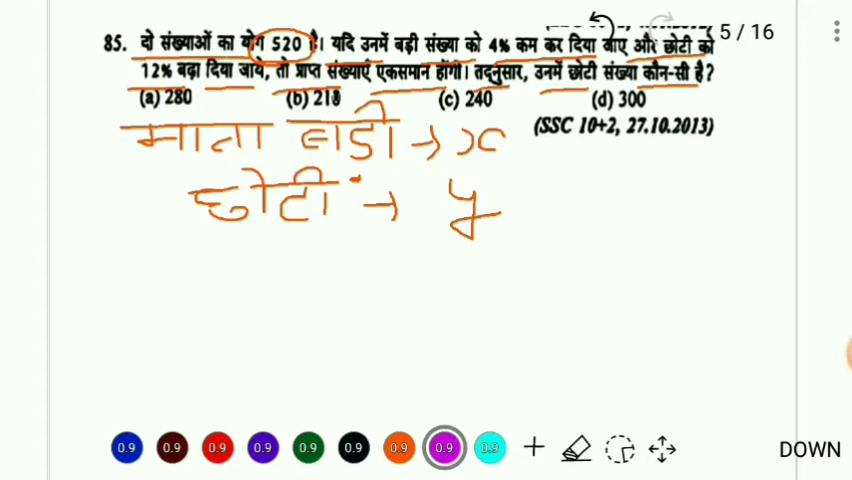 5 / 16
85. दो संख्याओं का योग 520 है। यदि उनमें बड़ी संख्या को 4% कम कर दिया जाए और छोटी को
12% बढ़ा दिया जाये, तो प्राप्त संख्याएँ एकसमान होंगी। तद्नुसार, उनमें छोटी संख्या कौन-सी है?
(a) 280 (b) 218 (c) 240 (d) 300
(SSC 10+2, 27.10.2013)
माना बड़ी → x
छोटी → y
0.9 0.9 0.9 0.9 0.9 0.9 0.9 0.9 0.9
DOWN